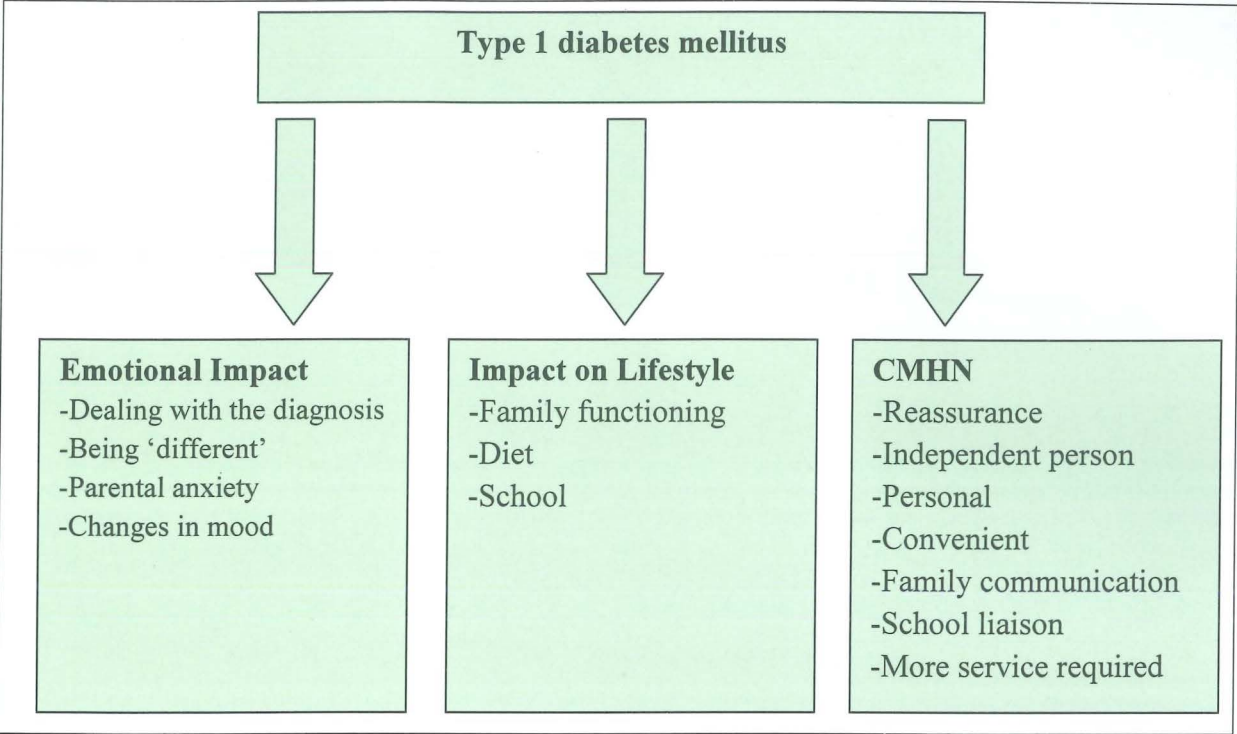 Type 1 diabetes mellitus
Emotional Impact
-Dealing with the diagnosis
-Being ‘different’
-Parental anxiety
-Changes in mood
Impact on Lifestyle
-Family functioning
-Diet
-School
CMHN
-Reassurance
-Independent person
-Personal
-Convenient
-Family communication
-School liaison
-More service required